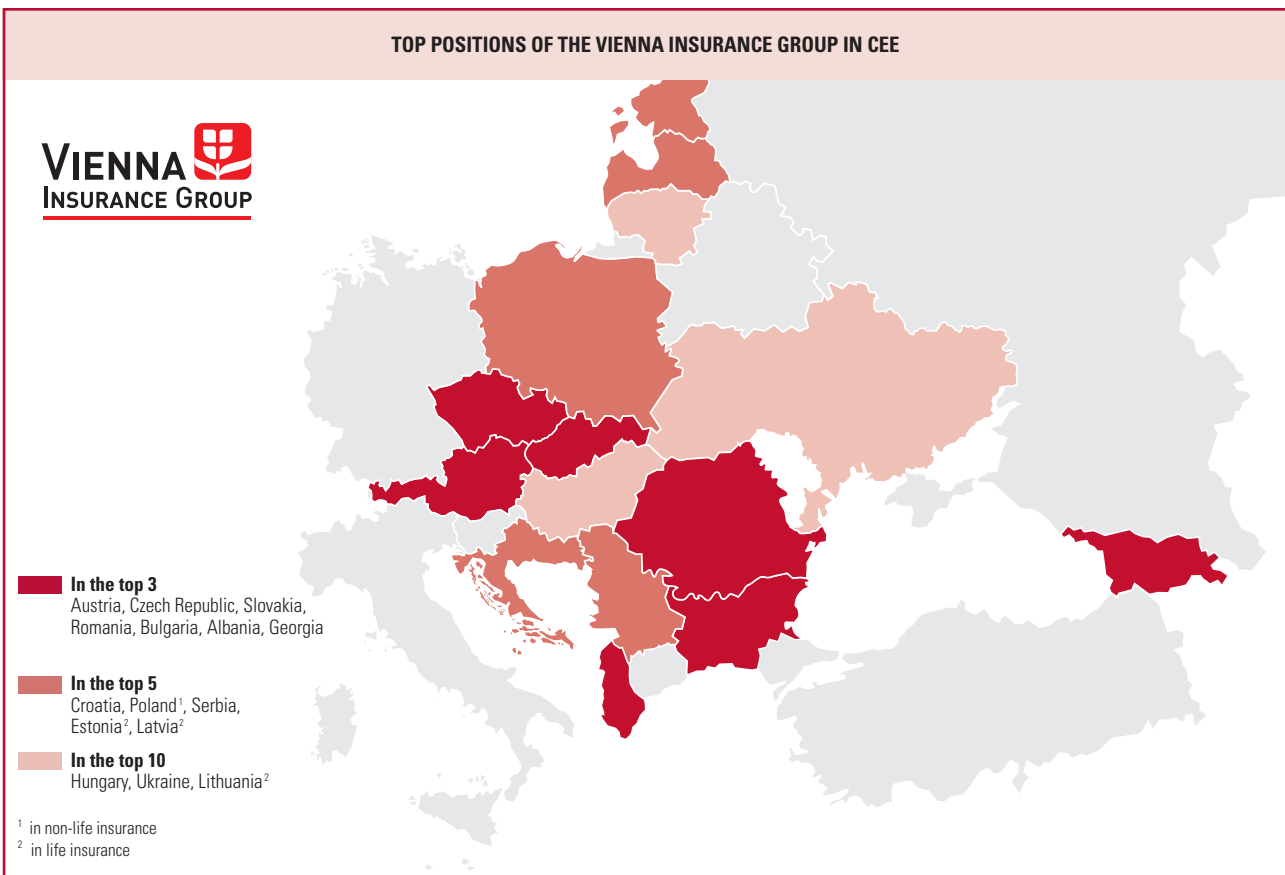 TOP POSITIONS OF THE VIENNA INSURANCE GROUP IN CEE
VIENNA
INSURANCE GROUP
In the top 3
Austria, Czech Republic, Slovakia,
Romania, Bulgaria, Albania, Georgia
In the top 5
Croatia, Poland¹, Serbia,
Estonia², Latvia²
In the top 10
Hungary, Ukraine, Lithuania²
¹ in non-life insurance
² in life insurance